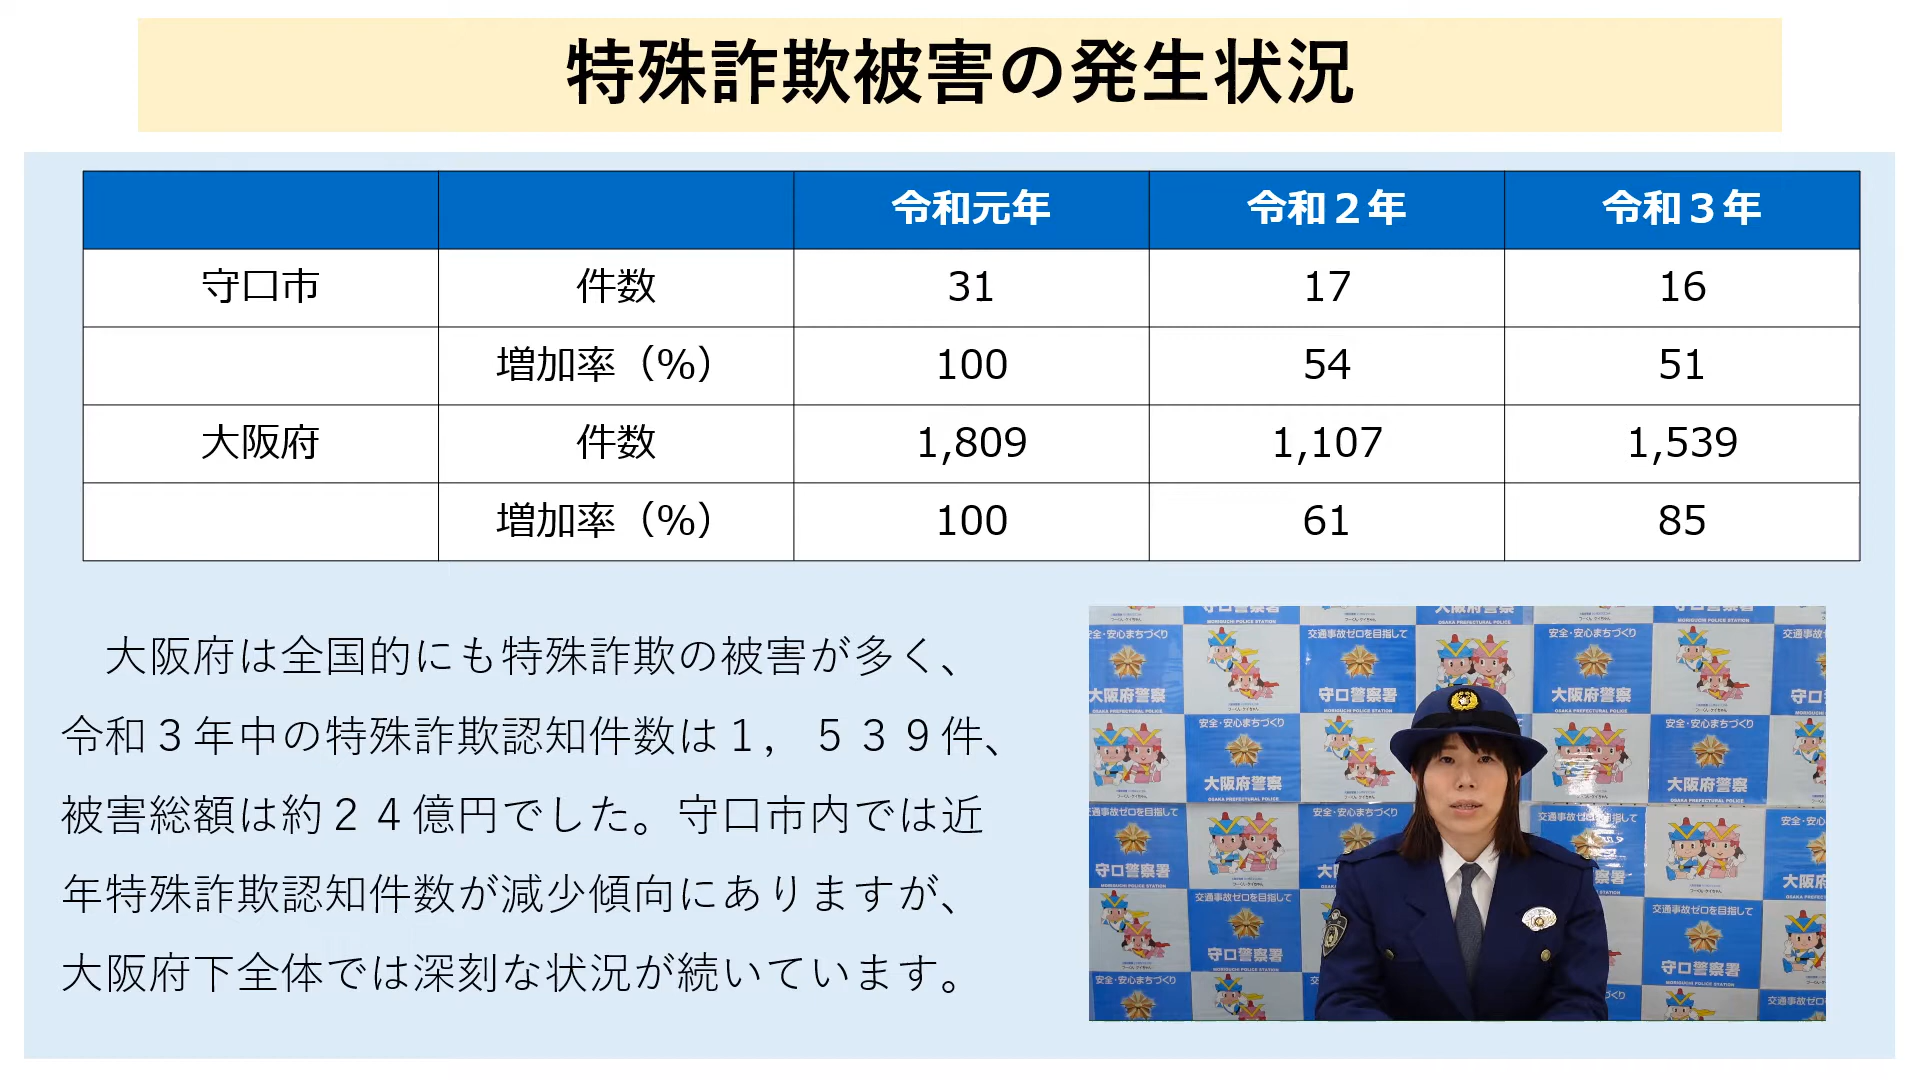 特殊詐欺被害の発生状況
令和元年 令和２年 令和３年
守口市 件数 31 17 16
増加率（%） 100 54 51
大阪府 件数 1,809 1,107 1,539
増加率（%） 100 61 85
大阪府は全国的にも特殊詐欺の被害が多く、
令和３年中の特殊詐欺認知件数は１，５３９件、
被害総額は約２４億円でした。守口市内では近
年特殊詐欺認知件数が減少傾向にありますが、
大阪府下全体では深刻な状況が続いています。
安全・安心まちづくり
大阪府警察
OSAKA PREFECTURAL POLICE
交通事故ゼロを目指して
守口警察署
MORIGUCHI POLICE STATION